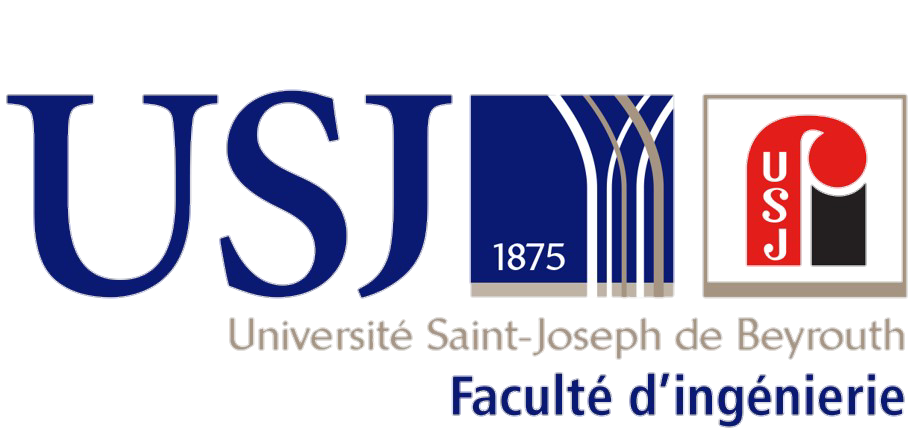 USJ
1875
USJ
Université Saint-Joseph de Beyrouth
Faculté d'ingénierie